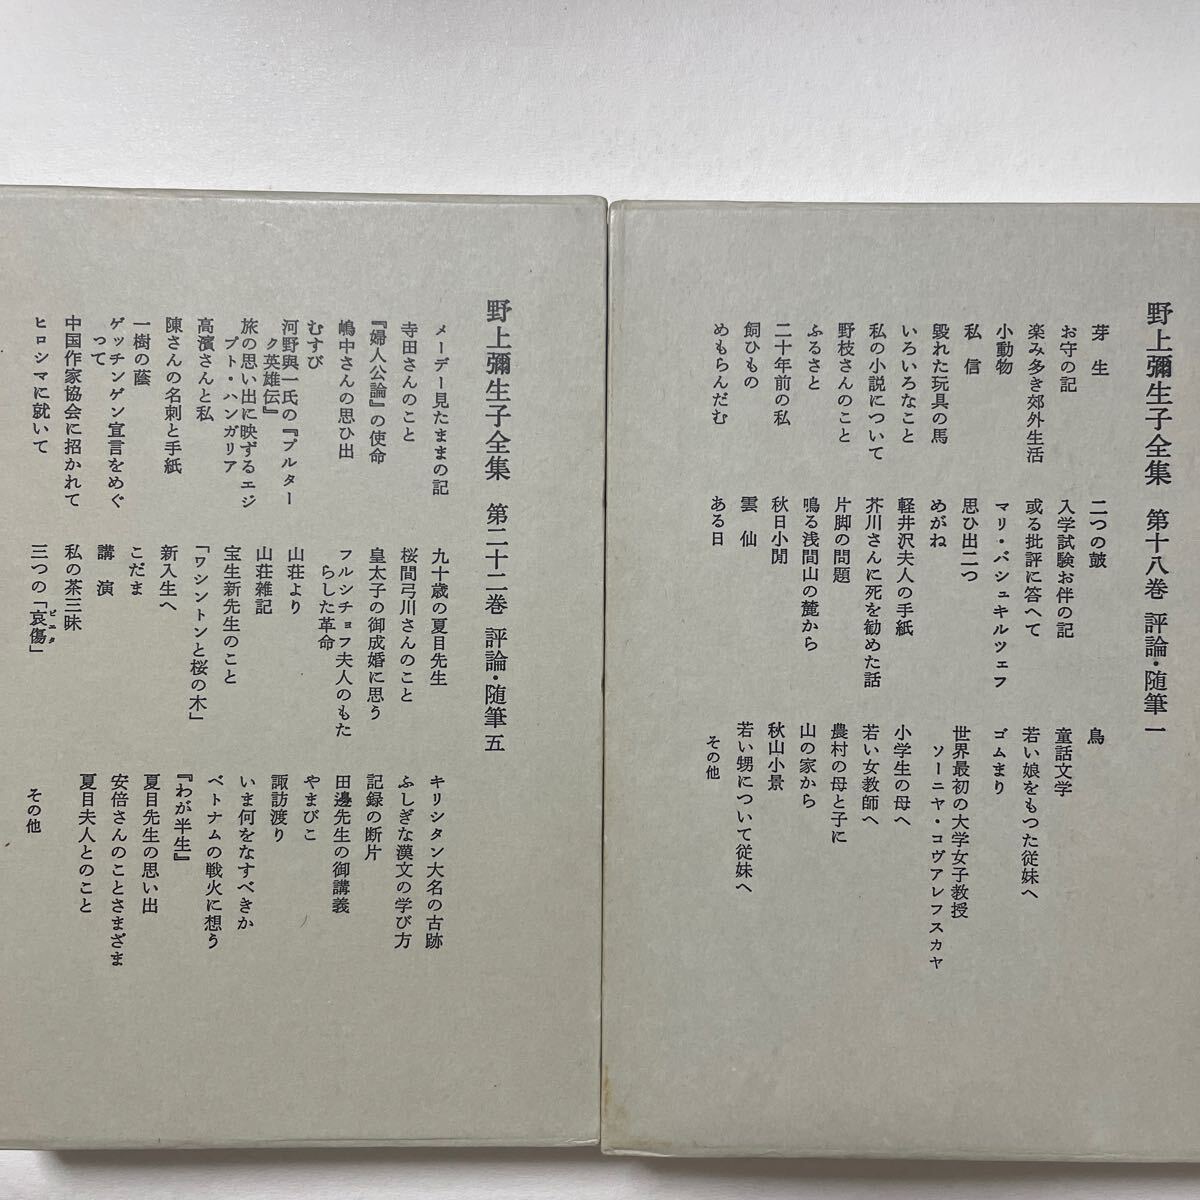 野上彌生子全集 第十八巻 評論・随筆一
芽生
お守の記
楽み多き郊外生活
小動物
私信
毀れた玩具の馬
いろいろなこと
私の小説について
野枝さんのこと
ふるさと
二十年前の私
飼ひもの
めもらんだむ
二つの鼓
入学試験お伴の記
或る批評に答へて
マリ・バシュキルツェフ
思ひ出二つ
めがね
軽井沢夫人の手紙
芥川さんに死を勧めた話
片脚の問題
鳴る浅間山の麓から
秋日小閒
雲仙
ある日
鳥
童話文学
若い娘をもつた従妹へ
ゴムまり
世界最初の大学女子教授
ソーニャ・コヴアレフスカヤ
小学生の母へ
若い女教師へ
農村の母と子に
山の家から
秋山小景
若い甥について従妹へ
その他
野上彌生子全集 第二十二巻 評論・随筆五
メーデー見たままの記
寺田さんのこと
『婦人公論』の使命
嶋中さんの思ひ出
むすび
河野與一氏の『プルター
ク英雄伝』
旅の思い出に映ずるエジ
プト・ハンガリア
高濱さんと私
陳さんの名刺と手紙
一樹の蔭
ゲッチンゲン宣言をめぐ
って
中国作家協会に招かれて
ヒロシマに就いて
九十歳の夏目先生
桜間弓川さんのこと
皇太子の御成婚に思う
フルシチョフ夫人のもた
らした革命
山荘より
山荘雑記
宝生新先生のこと
「ワシントンと桜の木」
新入生へ
こだま
講演
私の茶三昧
三つの「哀傷」
ピエタ
キリシタン大名の古跡
ふしぎな漢文の学び方
記録の断片
田邊先生の御講義
やまびこ
諏訪渡り
いま何をなすべきか
ベトナムの戦火に想う
『わが半生』
夏目先生の思い出
安倍さんのことさまざま
夏目夫人とのこと
その他